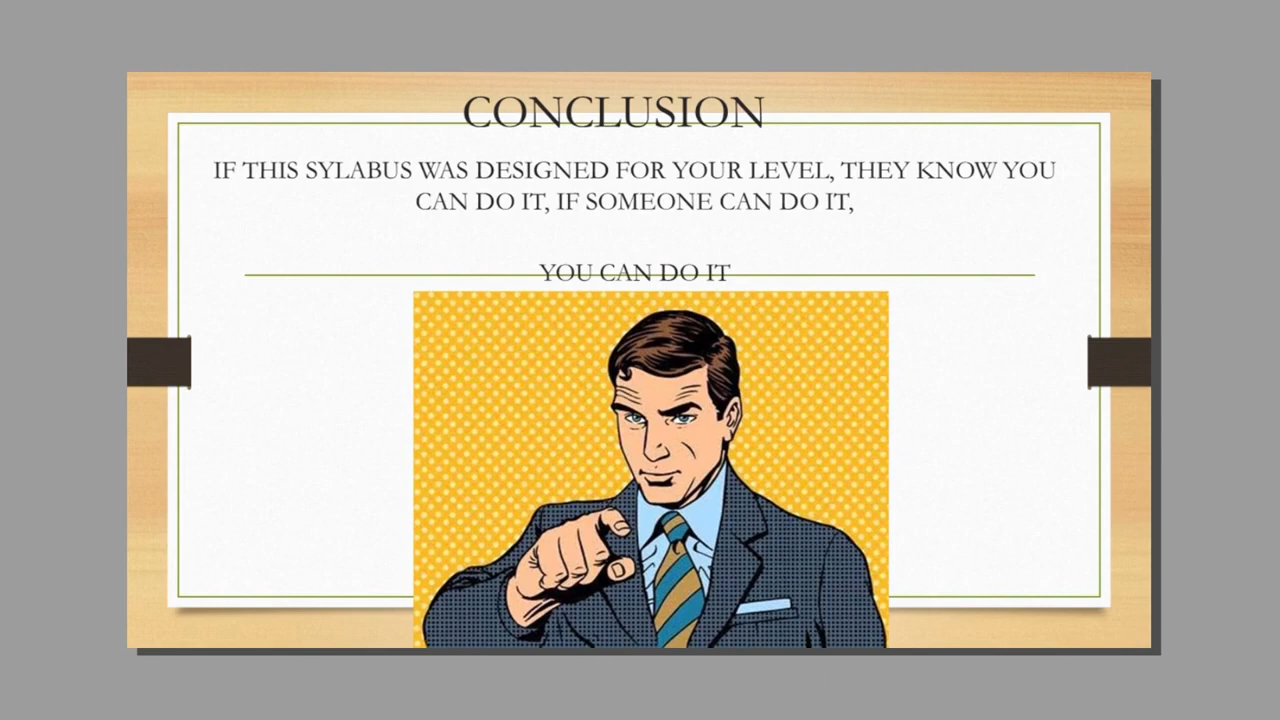 CONCLUSION
IF THIS SYLABUS WAS DESIGNED FOR YOUR LEVEL, THEY KNOW YOU
CAN DO IT, IF SOMEONE CAN DO IT,
YOU CAN DO IT